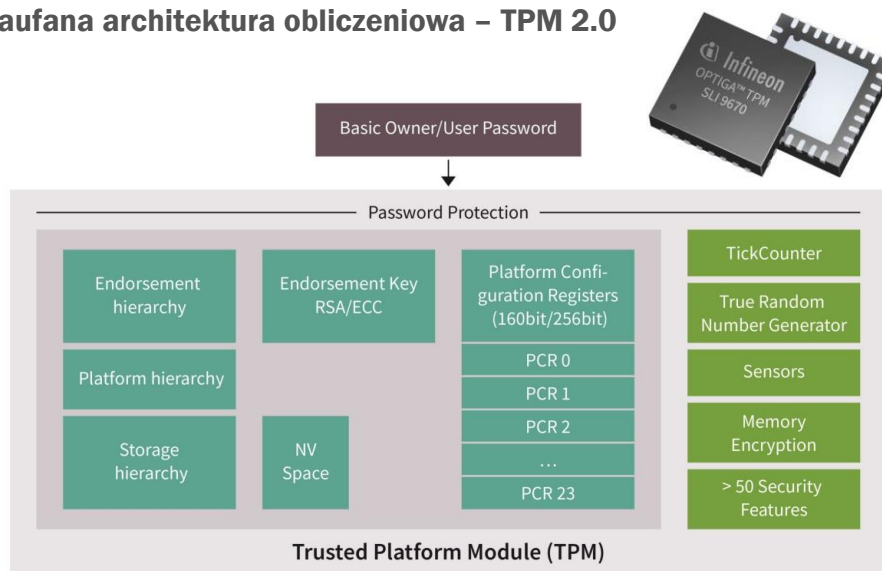 aufana architektura obliczeniowa – TPM 2.0
Infineon
OPTIGA™ TPM
SLI 9670
Basic Owner/User Password
Password Protection
Endorsement
hierarchy
Endorsement Key
RSA/ECC
Platform Confi-
guration Registers
(160bit/256bit)
Platform hierarchy
PCR 0
PCR 1
PCR 2
…
PCR 23
Storage
hierarchy
NV
Space
TickCounter
True Random
Number Generator
Sensors
Memory
Encryption
> 50 Security
Features
Trusted Platform Module (TPM)